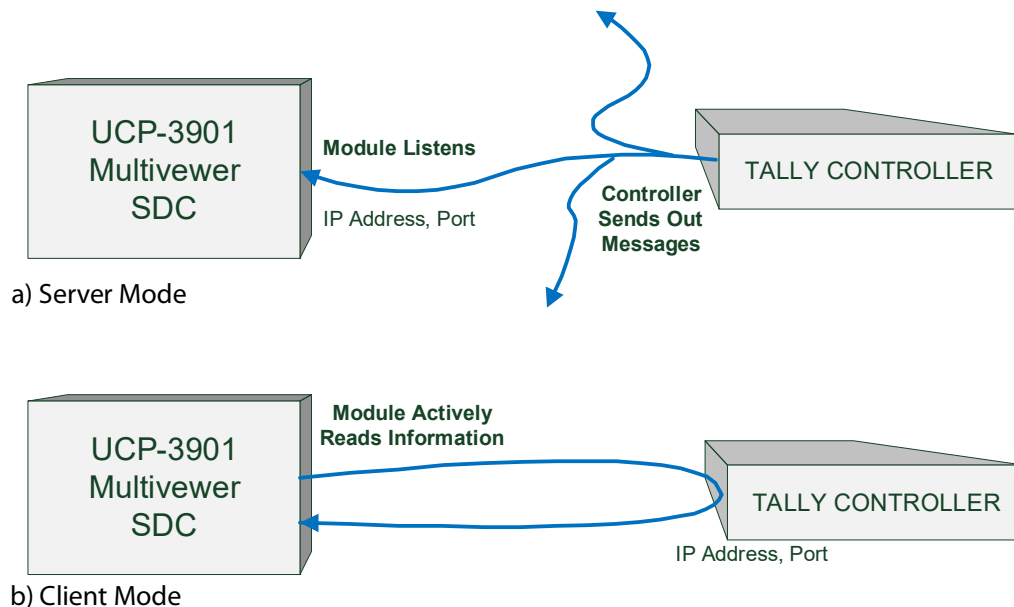 UCP-3901
Multivewer
SDC
Module Listens
IP Address, Port
Controller
Sends Out
Messages
TALLY CONTROLLER
a) Server Mode
UCP-3901
Multivewer
SDC
Module Actively
Reads Information
TALLY CONTROLLER
IP Address, Port
b) Client Mode